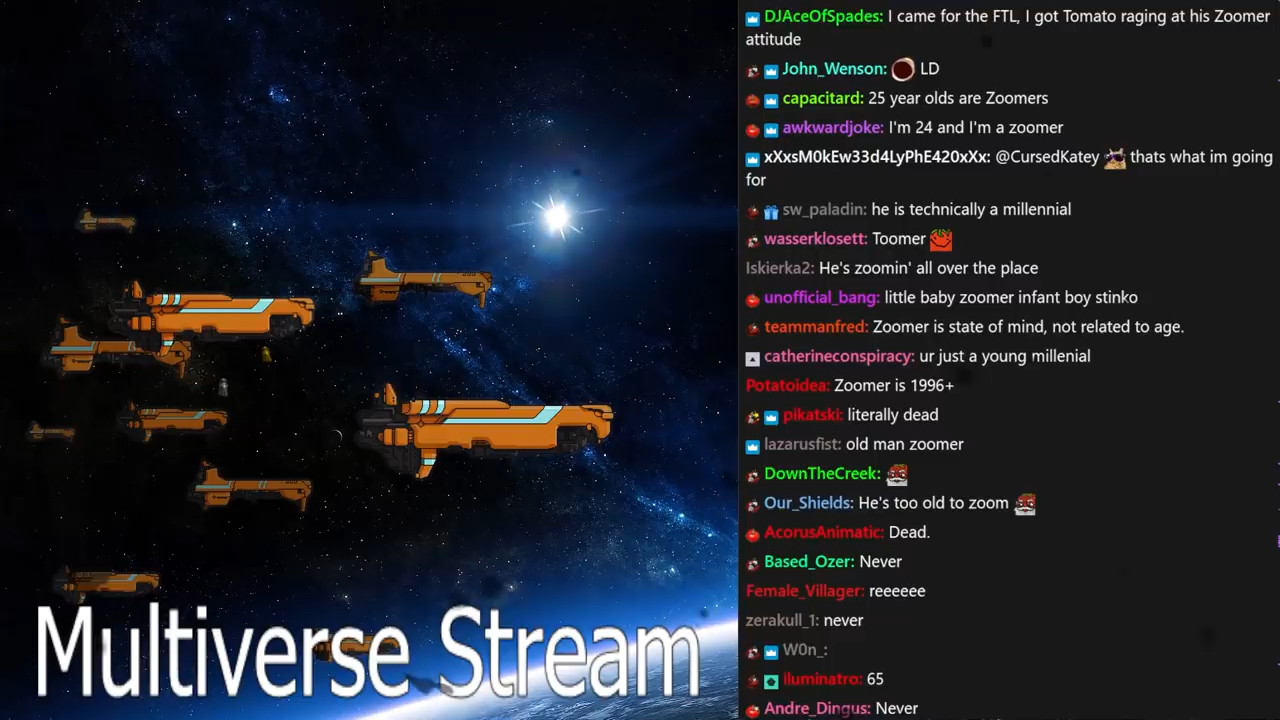 DJAceOfSpades: I came for the FTL, I got Tomato raging at his Zoomer
attitude
John_Wenson: LD
capacitard: 25 year olds are Zoomers
awkwardjoke: I'm 24 and I'm a zoomer
xXxsM0kEw33d4LyPhE420xXx: @CursedKatey thats what im going
for
sw_paladin: he is technically a millennial
wasserklosett: Toomer
Iskierka2: He's zoomin' all over the place
unofficial_bang: little baby zoomer infant boy stinko
teammanfred: Zoomer is state of mind, not related to age.
catherineconspiracy: ur just a young millenial
Potatoidea: Zoomer is 1996+
pikatski: literally dead
lazarusfist: old man zoomer
DownTheCreek:
Our_Shields: He's too old to zoom
AcorusAnimatic: Dead.
Based_Ozer: Never
Female_Villager: reeeeee
zerakull_1: never
W0n_:
iluminatro: 65
Andre_Dingus: Never
Multiverse Stream